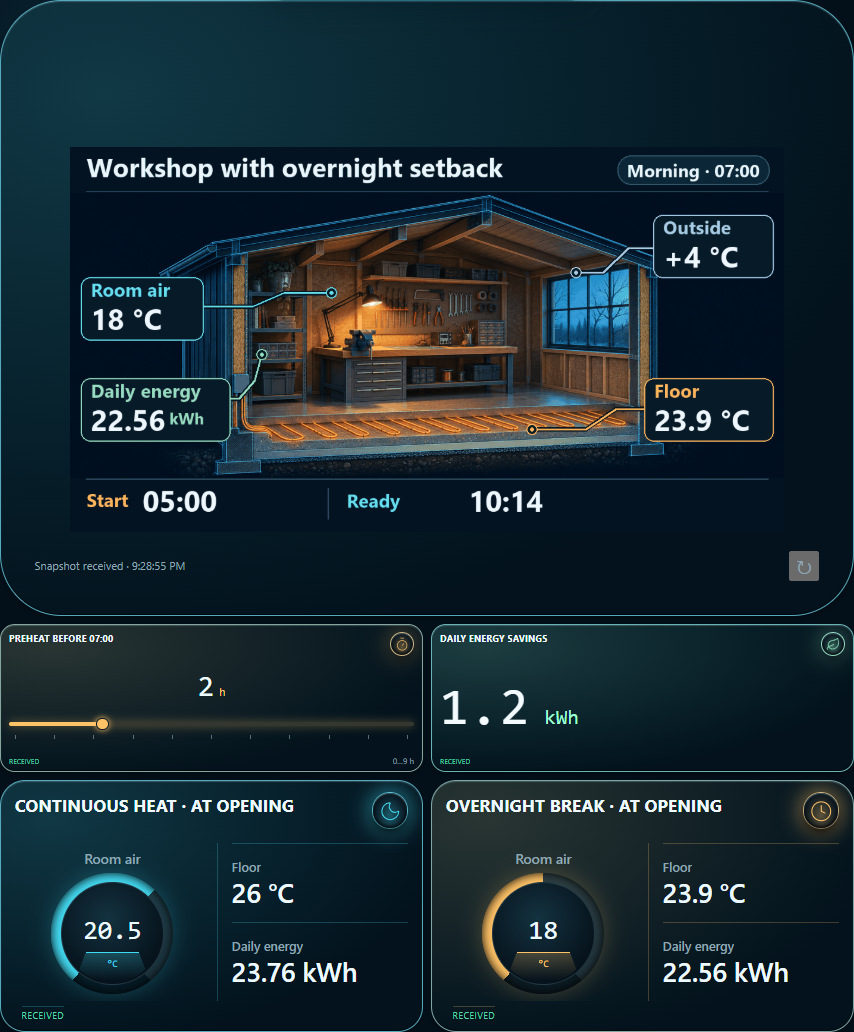 Workshop with overnight setback
Morning · 07:00
Outside
+4 °C
Room air
18 °C
Daily energy
22.56 kWh
Floor
23.9 °C
Start 05:00
Ready 10:14
Snapshot received · 9:28:55 PM
PREHEAT BEFORE 07:00
2 h
RECEIVED
0...9 h
DAILY ENERGY SAVINGS
1.2 kWh
RECEIVED
CONTINUOUS HEAT · AT OPENING
Room air
20.5
°C
Floor
26 °C
Daily energy
23.76 kWh
RECEIVED
OVERNIGHT BREAK · AT OPENING
Room air
18
°C
Floor
23.9 °C
Daily energy
22.56 kWh
RECEIVED